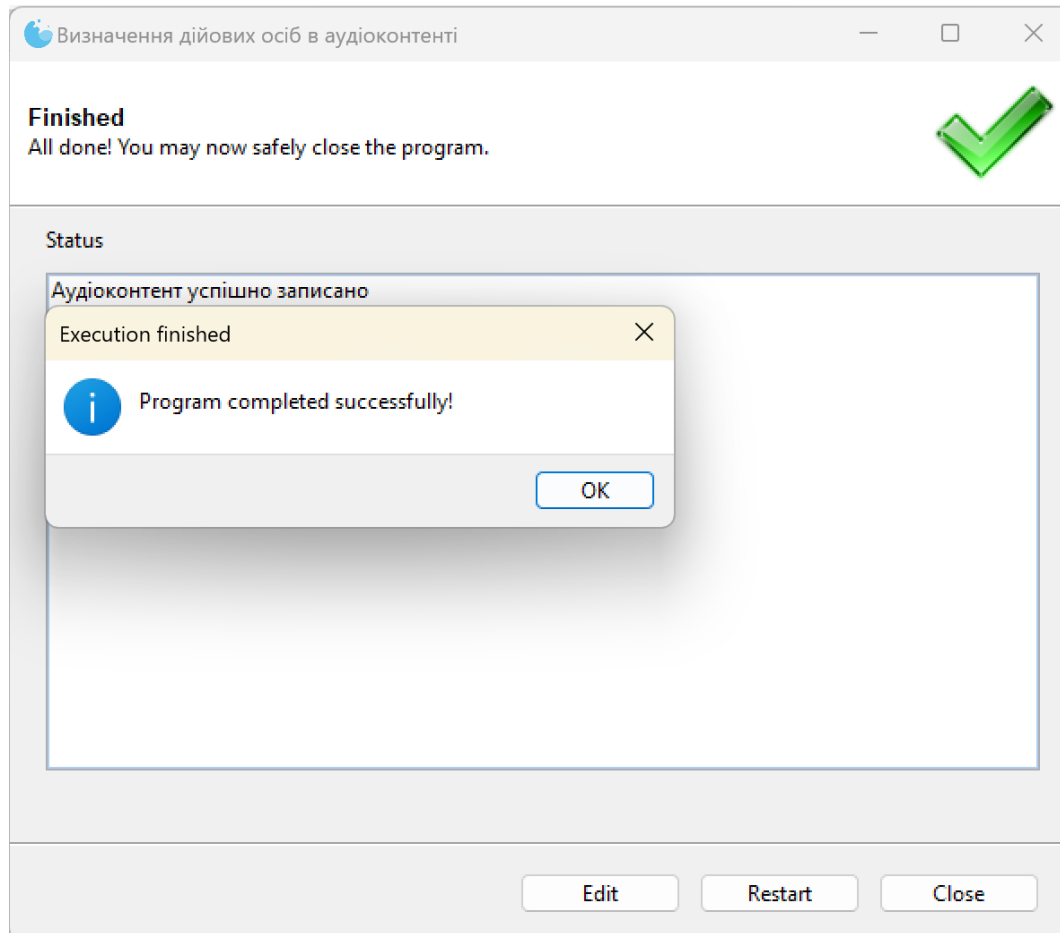 Визначення дійових осіб в аудіоконтенті
Finished
All done! You may now safely close the program.
Status
Аудіоконтент успішно записано
Execution finished
i
Program completed successfully!
OK
Edit
Restart
Close